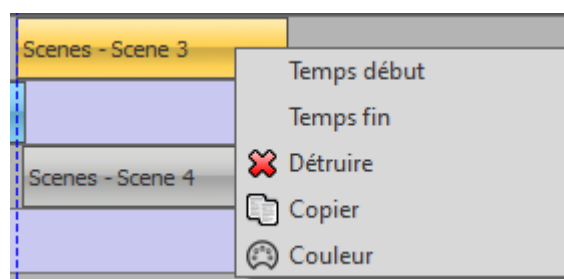 Scenes - Scene 3
Temps début
Temps fin
Détruire
Scenes - Scene 4
Copier
Couleur